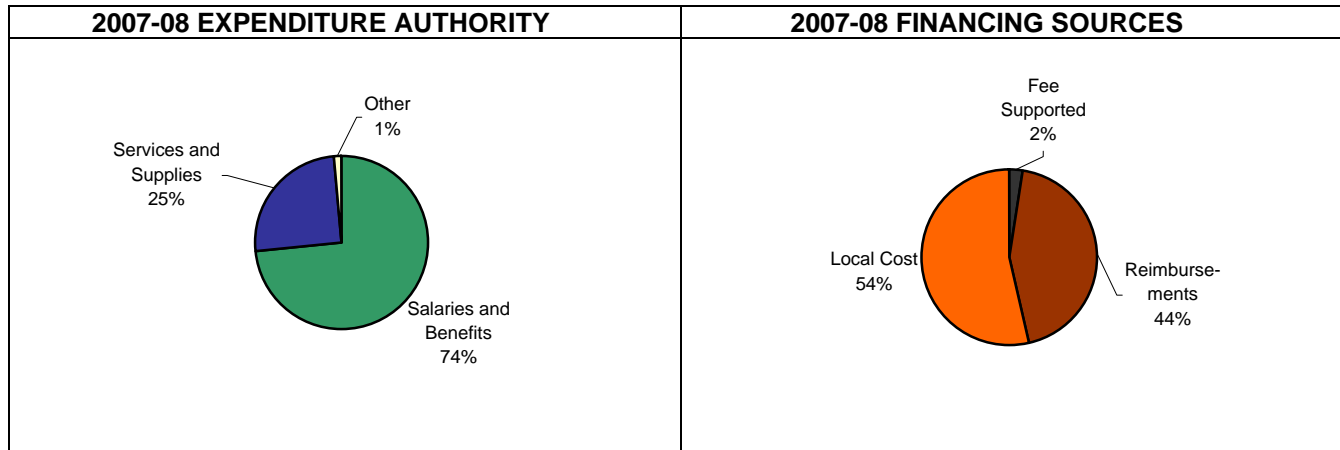 2007-08 EXPENDITURE AUTHORITY
Other
1%
Services and
Supplies
25%
Salaries and
Benefits
74%
2007-08 FINANCING SOURCES
Fee
Supported
2%
Local Cost
54%
Reimburse-
ments
44%